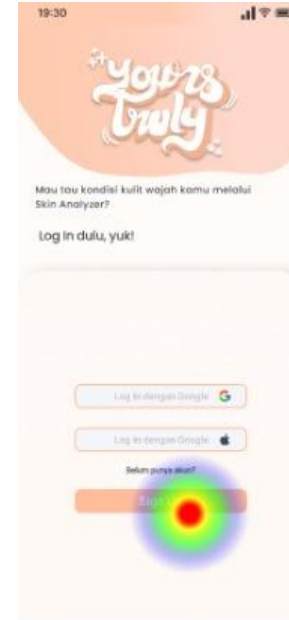 19:30
yours
truly
Mau tau kondisi kulit wajah kamu melalui
Skin Analyzer?
Log In dulu, yuk!
Log In dengan Google
Log In dengan Google
Belum punya akun?
Sign